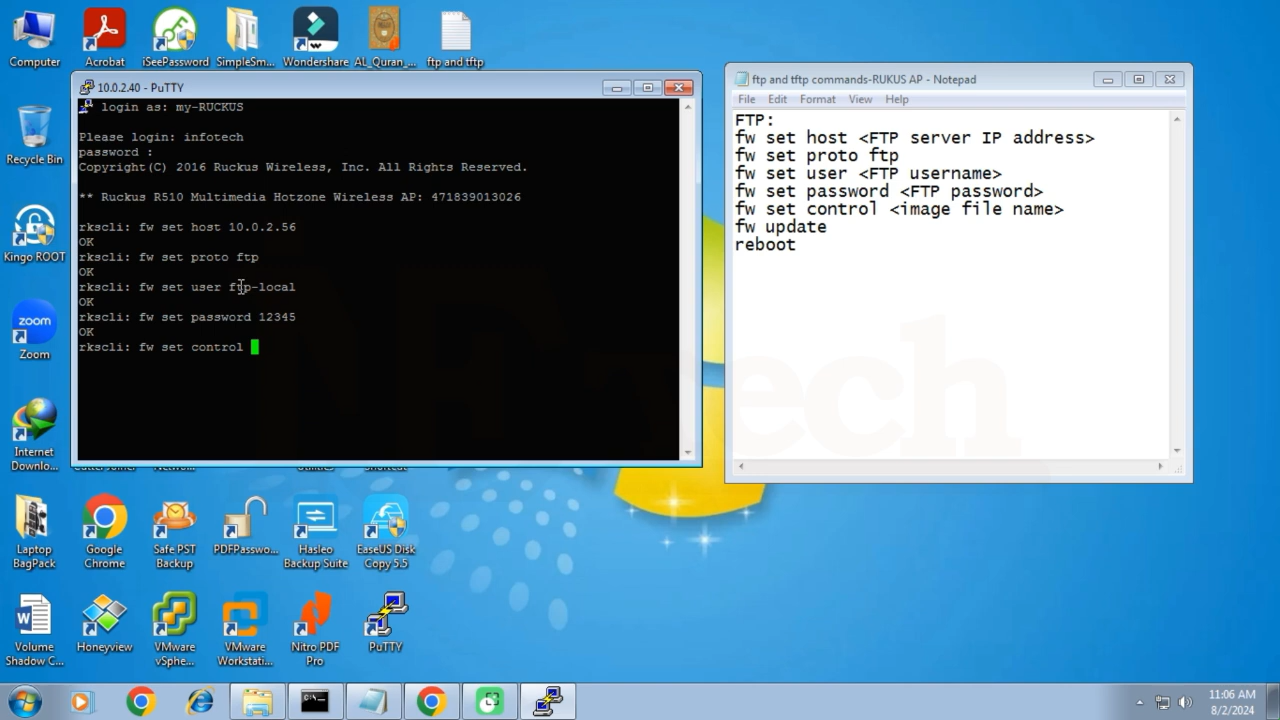 Computer
Acrobat
iSeePassword
SimpleSm...
Wondershare
AL_Quran_...
ftp and tftp
Recycle Bin
Kingo ROOT
Zoom
Internet
Downlo...
10.0.2.40 - PuTTY
login as: my-RUCKUS
Please login: infotech
password :
Copyright(C) 2016 Ruckus Wireless, Inc. All Rights Reserved.
** Ruckus R510 Multimedia Hotzone Wireless AP: 471839013026
rkscli: fw set host 10.0.2.56
OK
rkscli: fw set proto ftp
OK
rkscli: fw set user ftp-local
OK
rkscli: fw set password 12345
OK
rkscli: fw set control
ftp and tftp commands-RUKUS AP - Notepad
File Edit Format View Help
FTP:
fw set host <FTP server IP address>
fw set proto ftp
fw set user <FTP username>
fw set password <FTP password>
fw set control <image file name>
fw update
reboot
tech
Laptop
BagPack
Google
Chrome
Safe PST
Backup
PDFPasswo...
Hasleo
Backup Suite
EaseUS Disk
Copy 5.5
Volume
Shadow C...
Honeyview
VMware
vSphe...
VMware
Workstati...
Nitro PDF
Pro
PuTTY
11:06 AM
8/2/2024